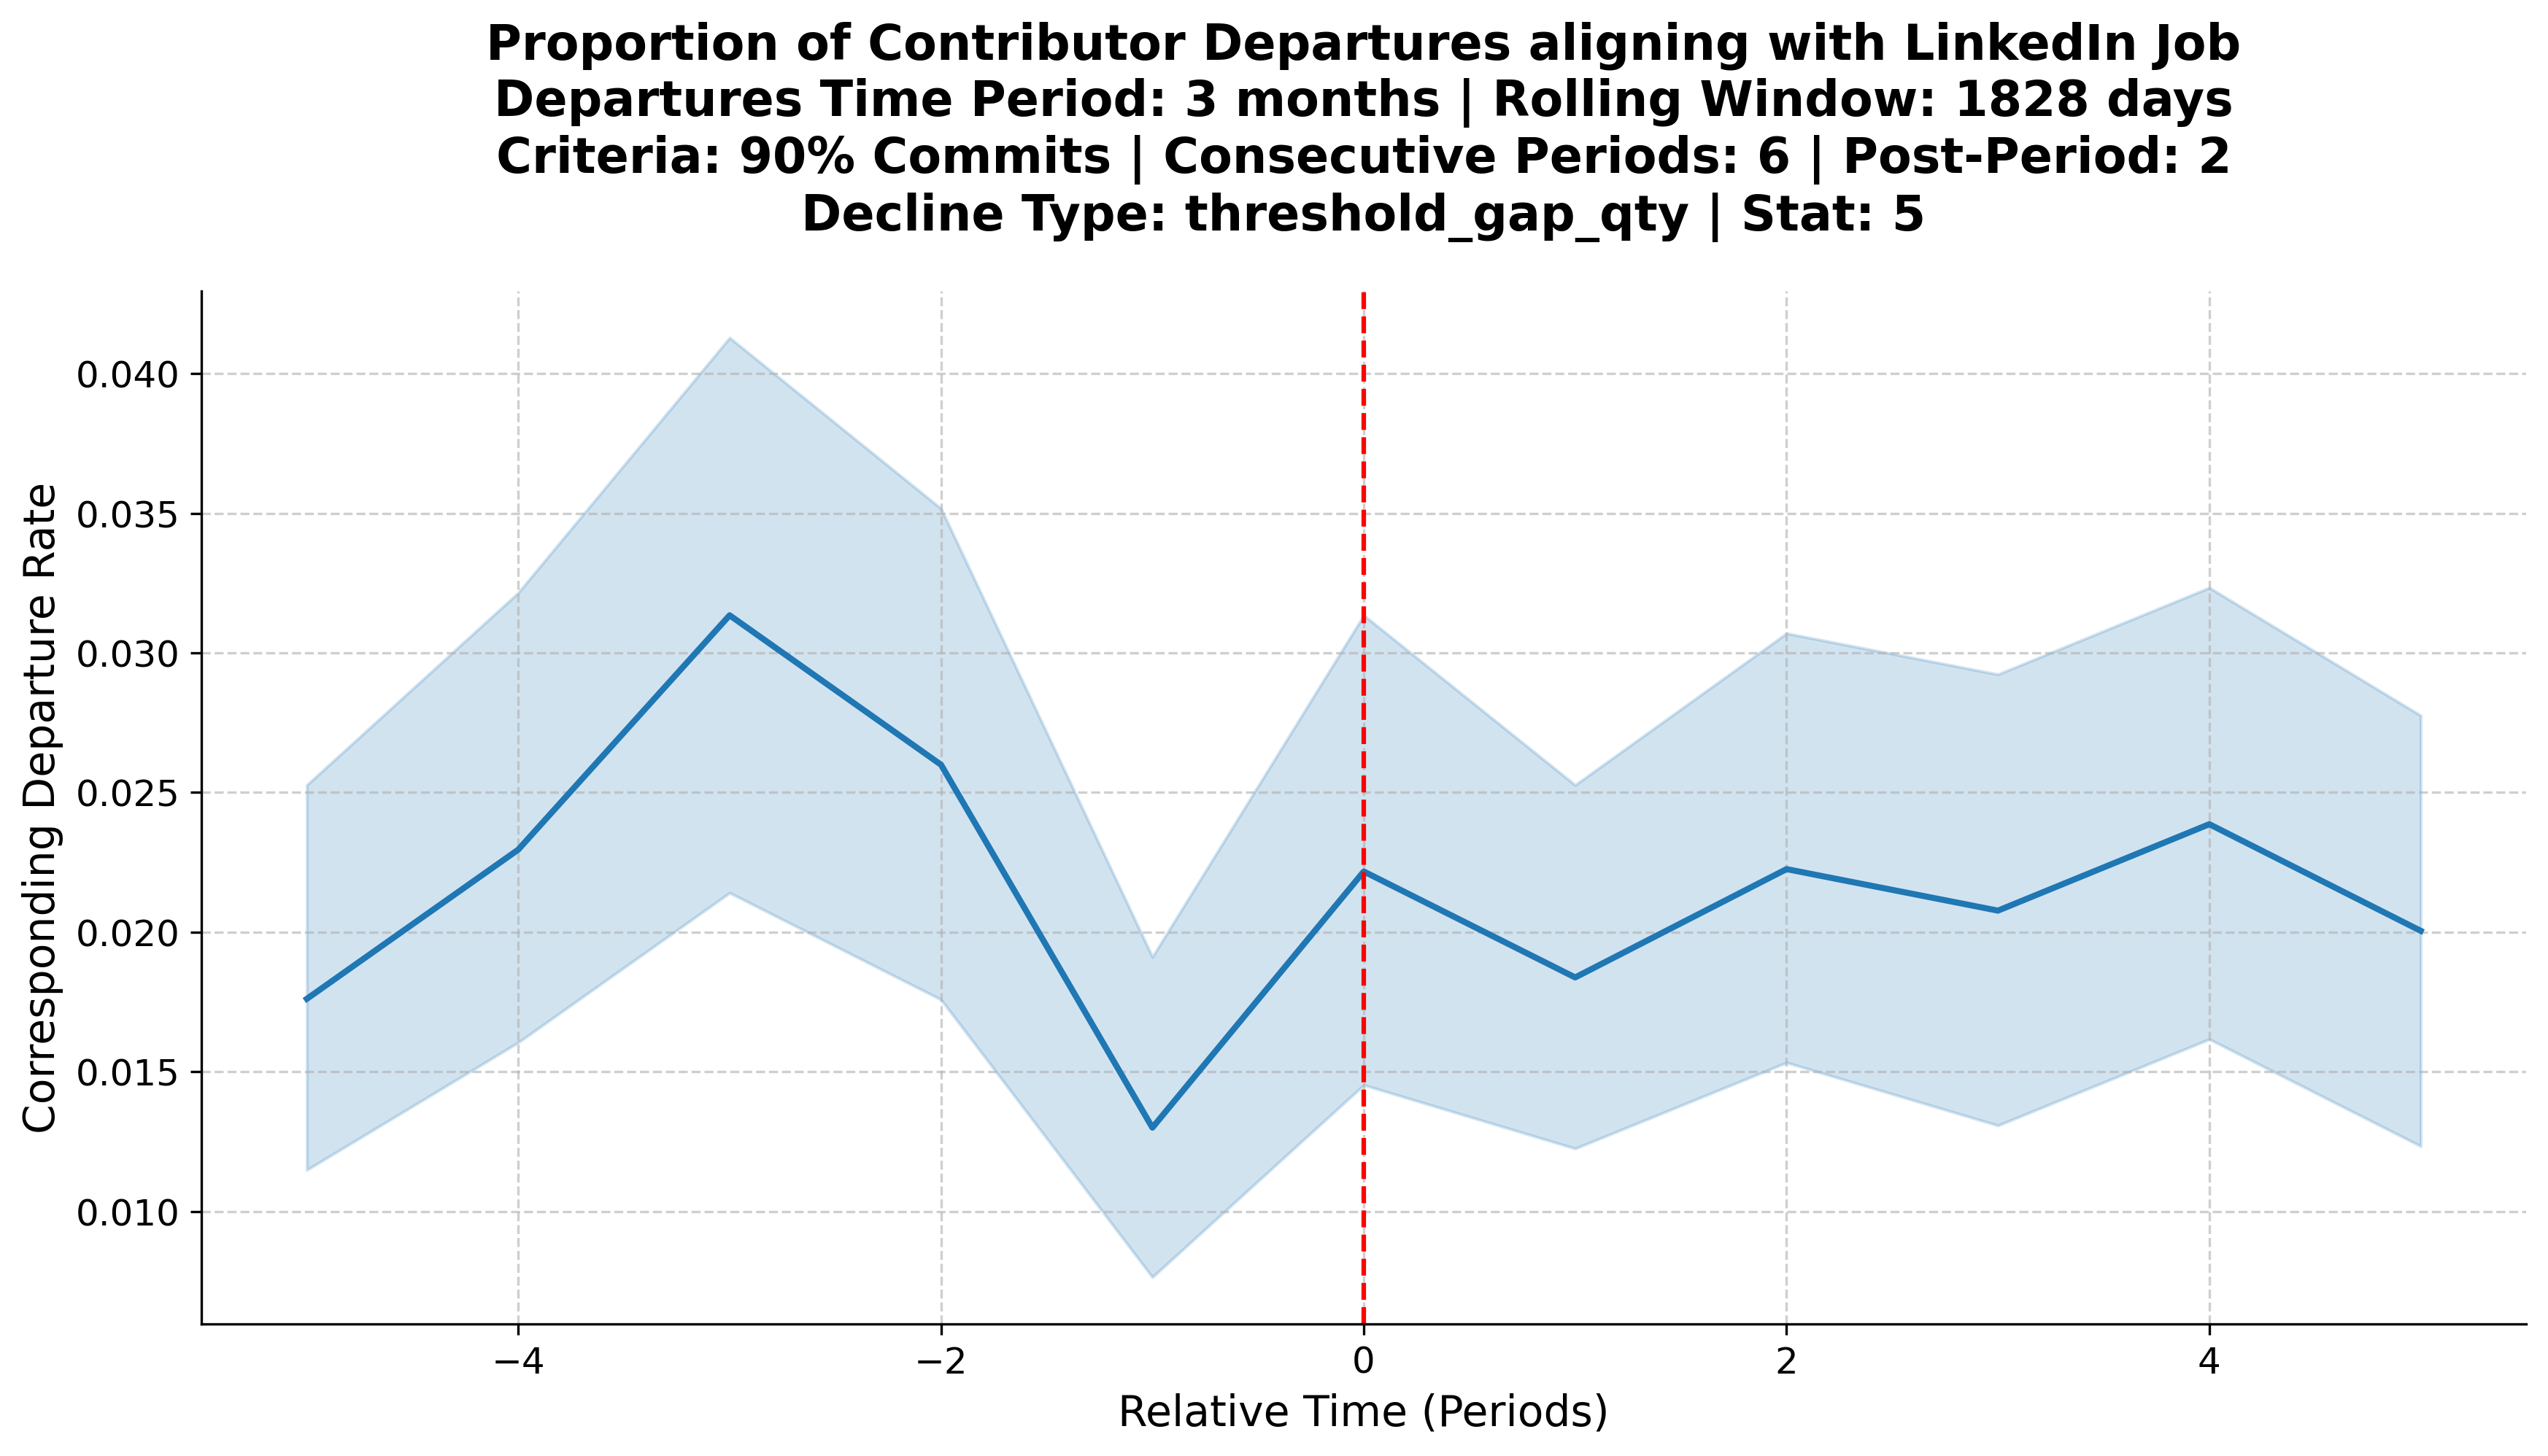 Proportion of Contributor Departures aligning with LinkedIn Job
Departures Time Period: 3 months | Rolling Window: 1828 days
Criteria: 90% Commits | Consecutive Periods: 6 | Post-Period: 2
Decline Type: threshold_gap_qty | Stat: 5
0.040
0.035
0.030
0.025
0.020
0.015
0.010
Corresponding Departure Rate
−4
−2
0
2
4
Relative Time (Periods)